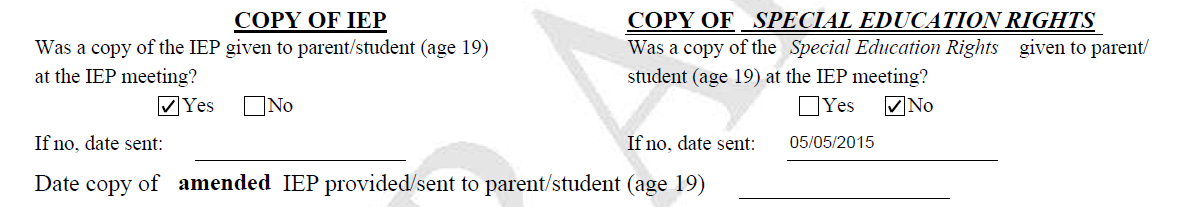 COPY OF IEP
Was a copy of the IEP given to parent/student (age 19)
at the IEP meeting?
Yes No
If no, date sent:
COPY OF SPECIAL EDUCATION RIGHTS
Was a copy of the Special Education Rights given to parent/
student (age 19) at the IEP meeting?
Yes No
If no, date sent: 05/05/2015
Date copy of amended IEP provided/sent to parent/student (age 19)